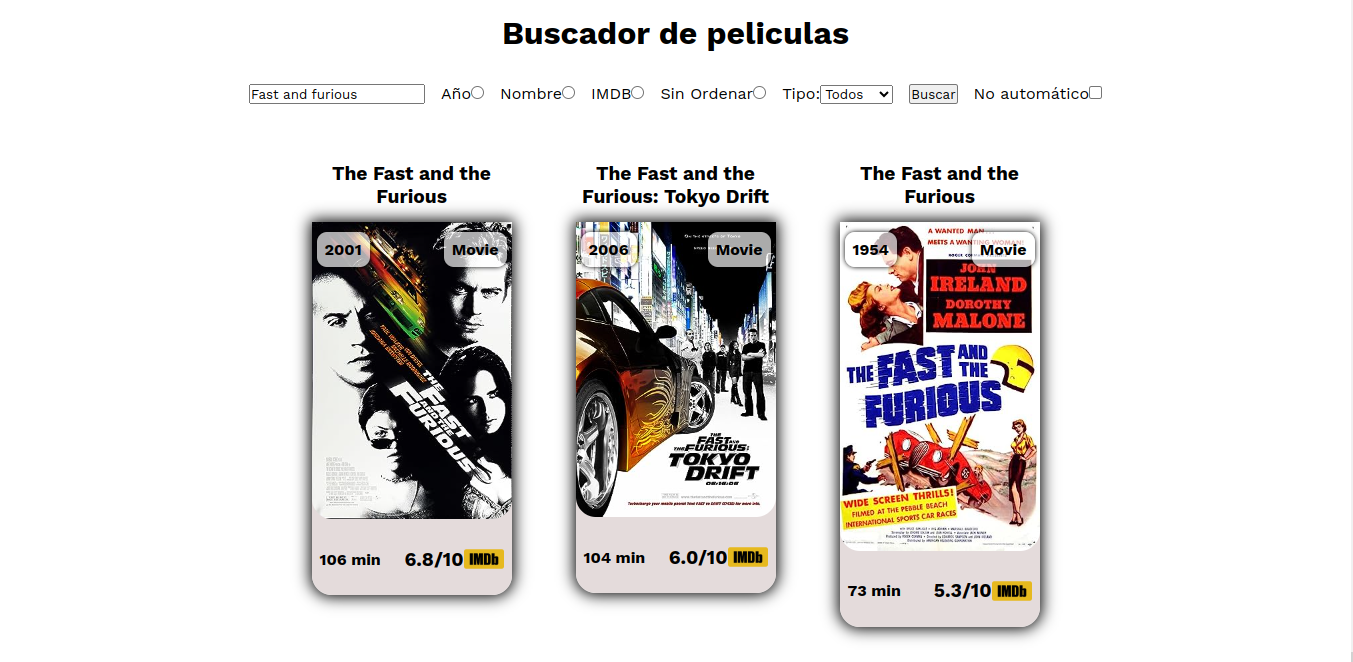 Buscador de peliculas
Fast and furious Año Nombre IMDB Sin Ordenar Tipo: Todos Buscar No automático
The Fast and the
Furious
2001 Movie
THE
FAST
AND THE
FURIOUS
106 min 6.8/10 IMDb
The Fast and the
Furious: Tokyo Drift
2006 Movie
THE
FAST AND
THE FURIOUS:
TOKYO
DRIFT
104 min 6.0/10 IMDb
The Fast and the
Furious
1954 Movie
A WANTED MAN
MEETS A WANTING WOMAN!
JOHN
IRELAND
DOROTHY
MALONE
THE FAST AND THE
FURIOUS
WIDE SCREEN THRILLS!
FILMED AT THE PEBBLE BEACH
INTERNATIONAL SPORTS CAR RACES
73 min 5.3/10 IMDb